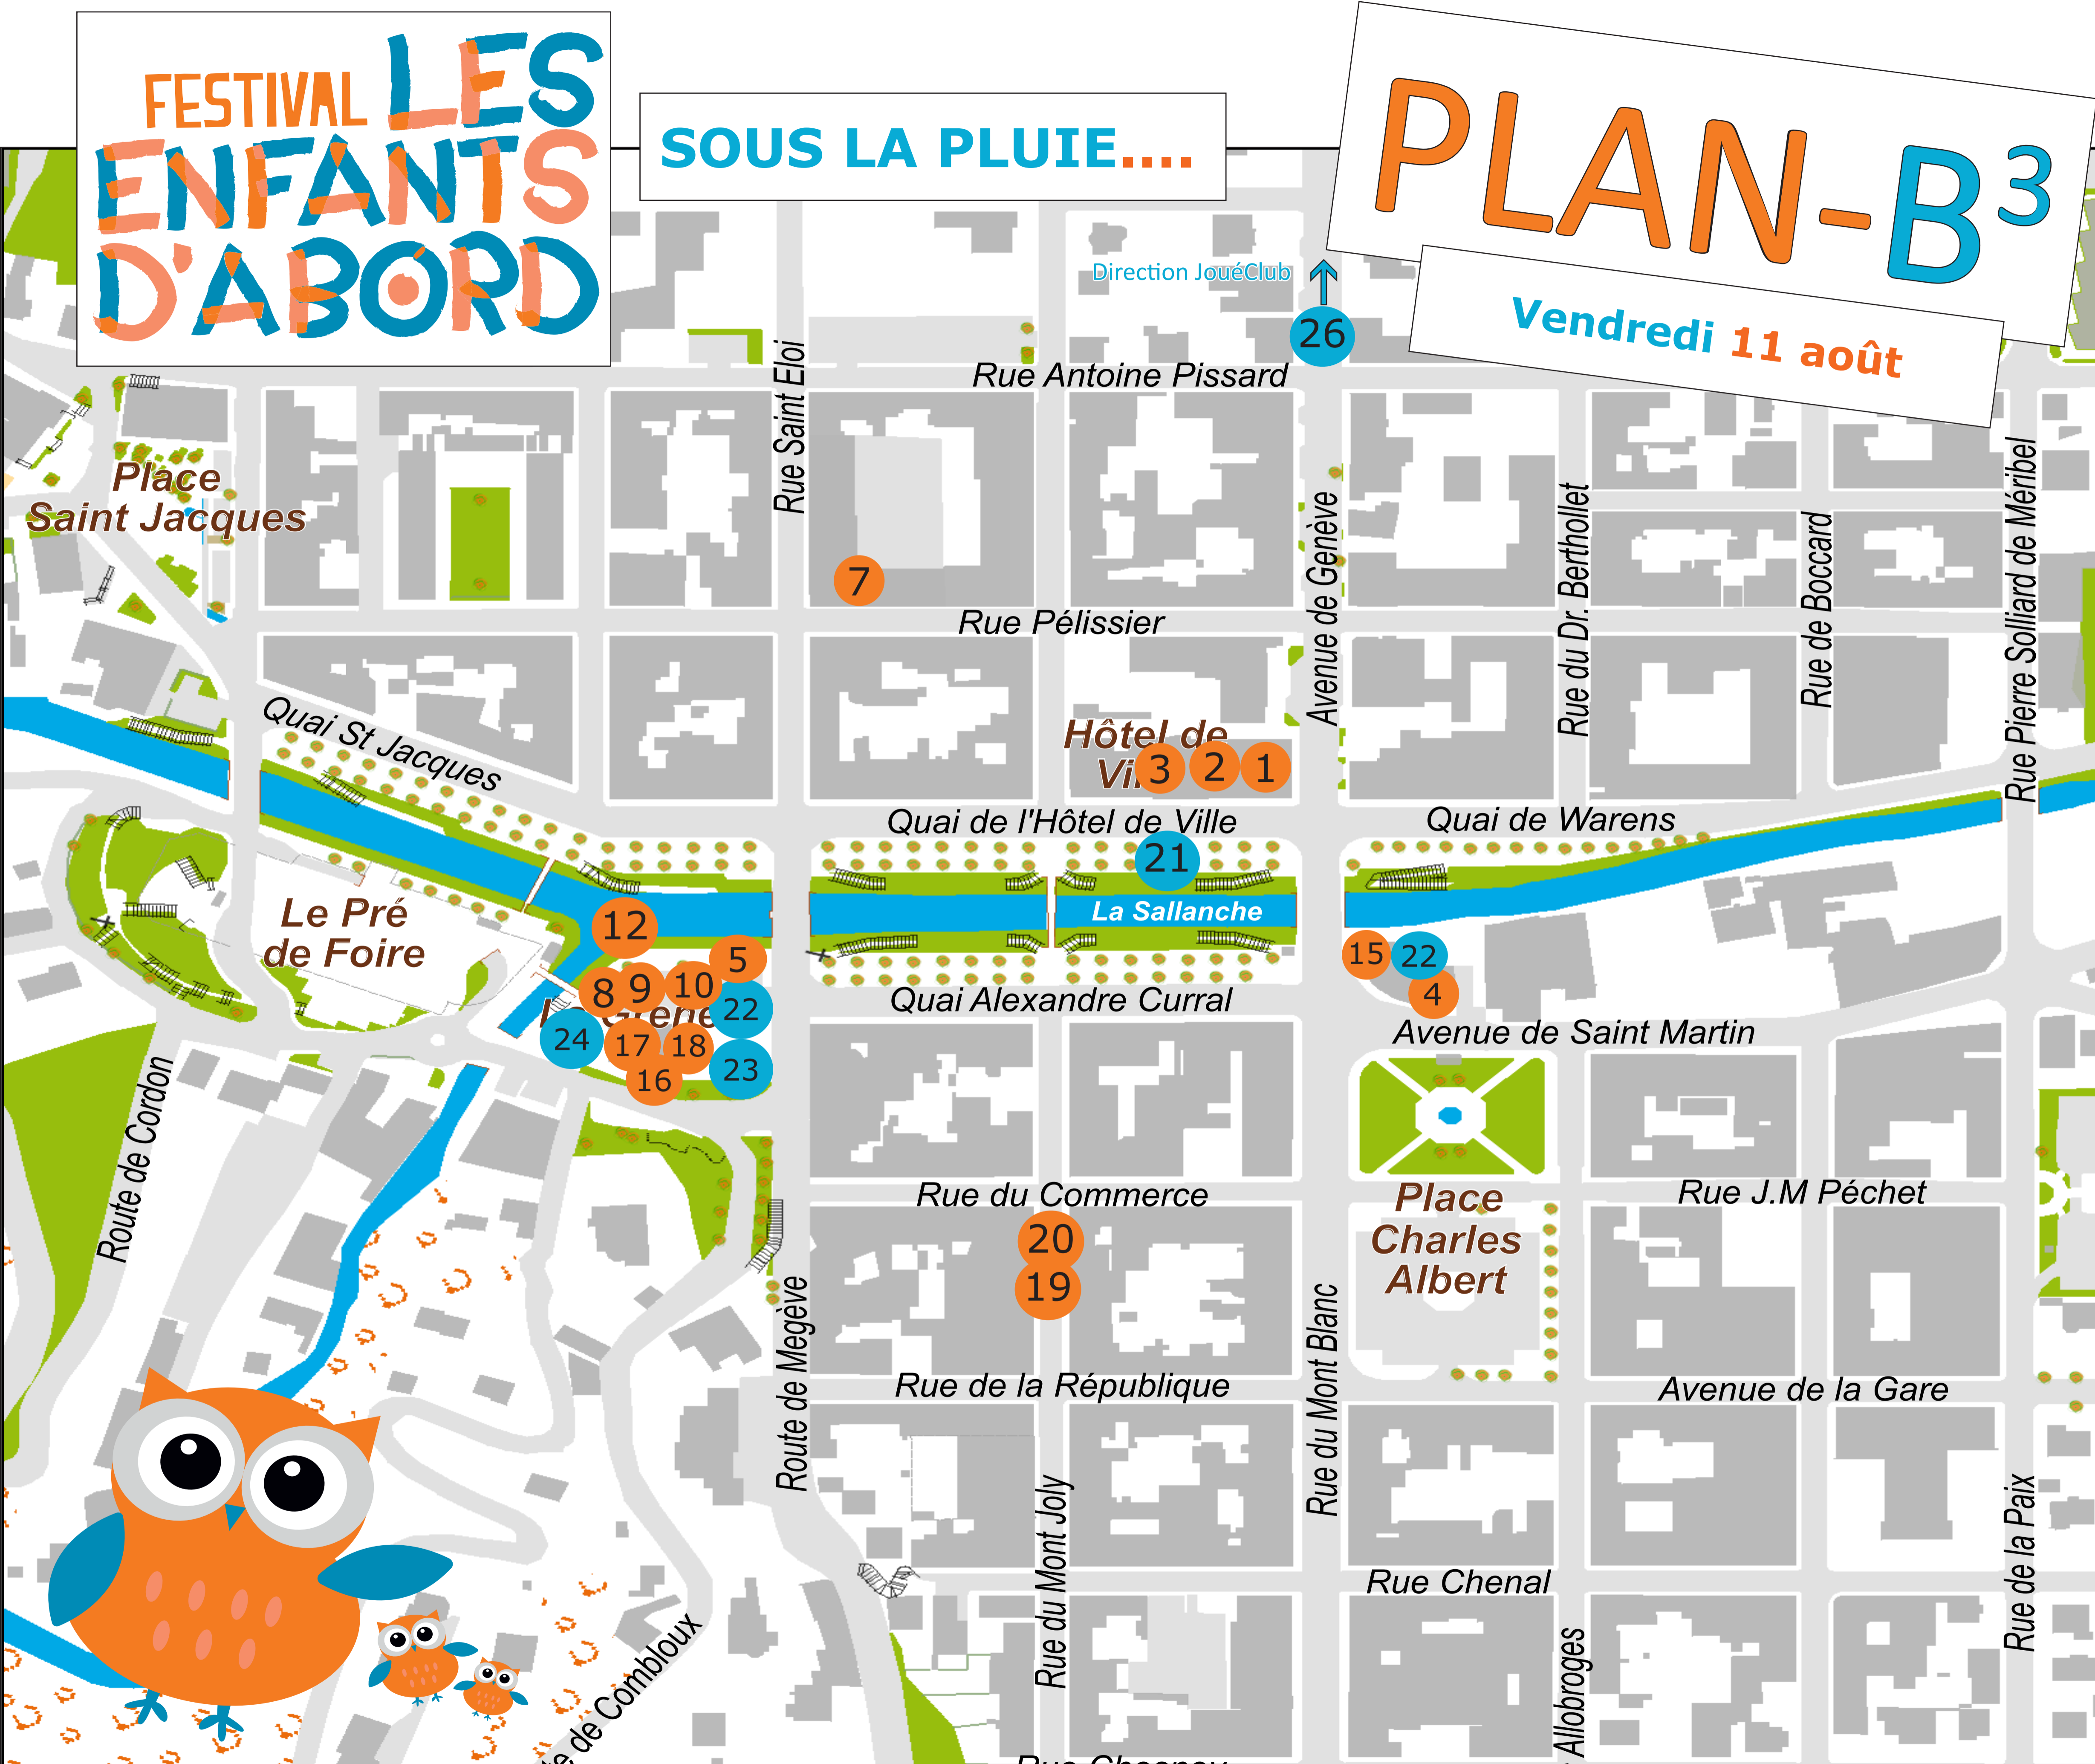 FESTIVAL LES
ENFANTS
D'ABORD
SOUS LA PLUIE....
PLAN-B³
Vendredi 11 août
Direction JouéClub
26
Rue Antoine Pissard
Rue Saint Eloi
Place
Saint Jacques
Avenue de Genève
Rue du Dr. Berthollet
Rue de Boccard
Rue Pierre Solliard de Méribel
7
Rue Pélissier
Quai St Jacques
Hôtel de
3 2 1
Quai de l'Hôtel de Ville
Quai de Warens
21
La Sallanche
Le Pré
de Foire
12
5
8 9 10
22
24
17 18
16
23
15 22
4
Quai Alexandre Curral
Avenue de Saint Martin
Route de Cordon
Rue du Commerce
Rue J.M Péchet
20
19
Place
Charles
Albert
Route de Megève
Rue du Mont Blanc
Rue de la République
Avenue de la Gare
Rue du Mont Joly
Rue de la Paix
Rue Chenal
de Combloux
Allobroges